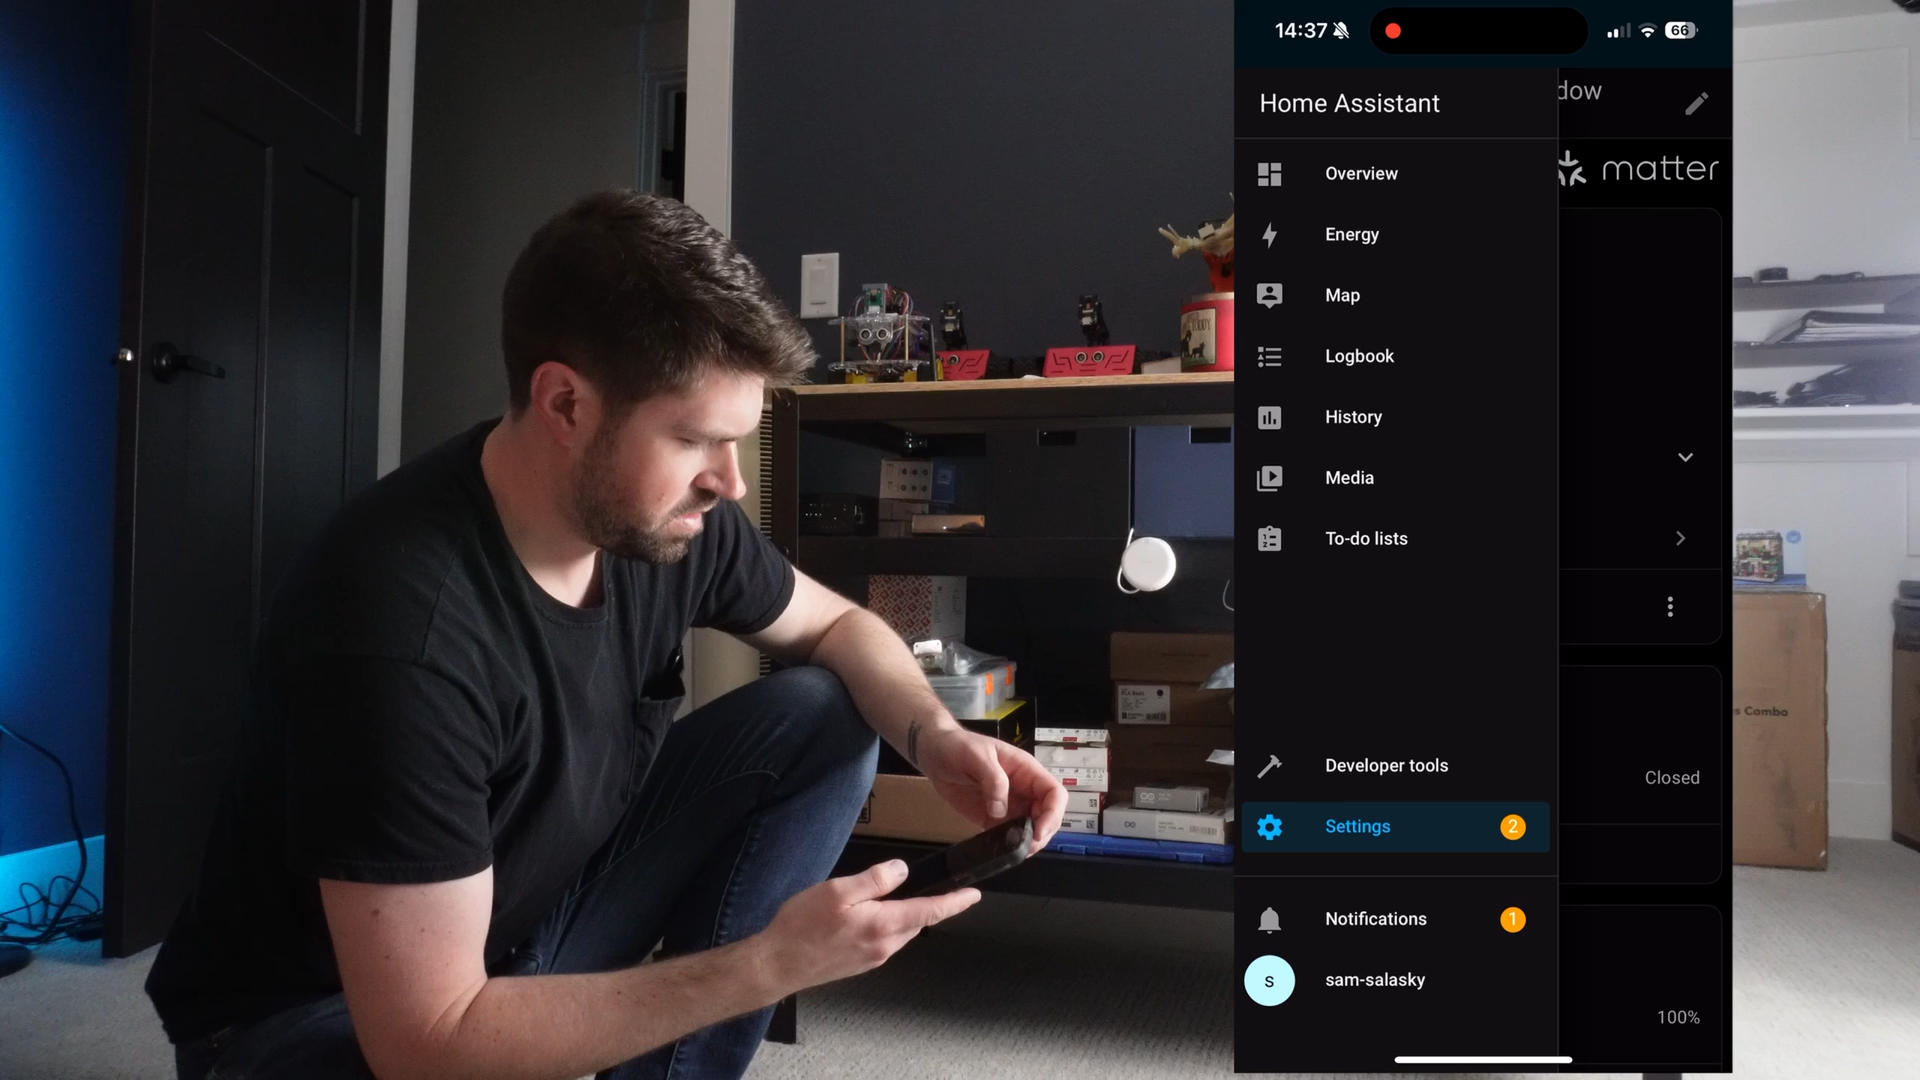 14:37
66
Home Assistant
dow
matter
Overview
Energy
Map
Logbook
History
Media
To-do lists
Developer tools
Closed
Settings
2
Notifications
1
s
sam-salasky
100%
s Combo